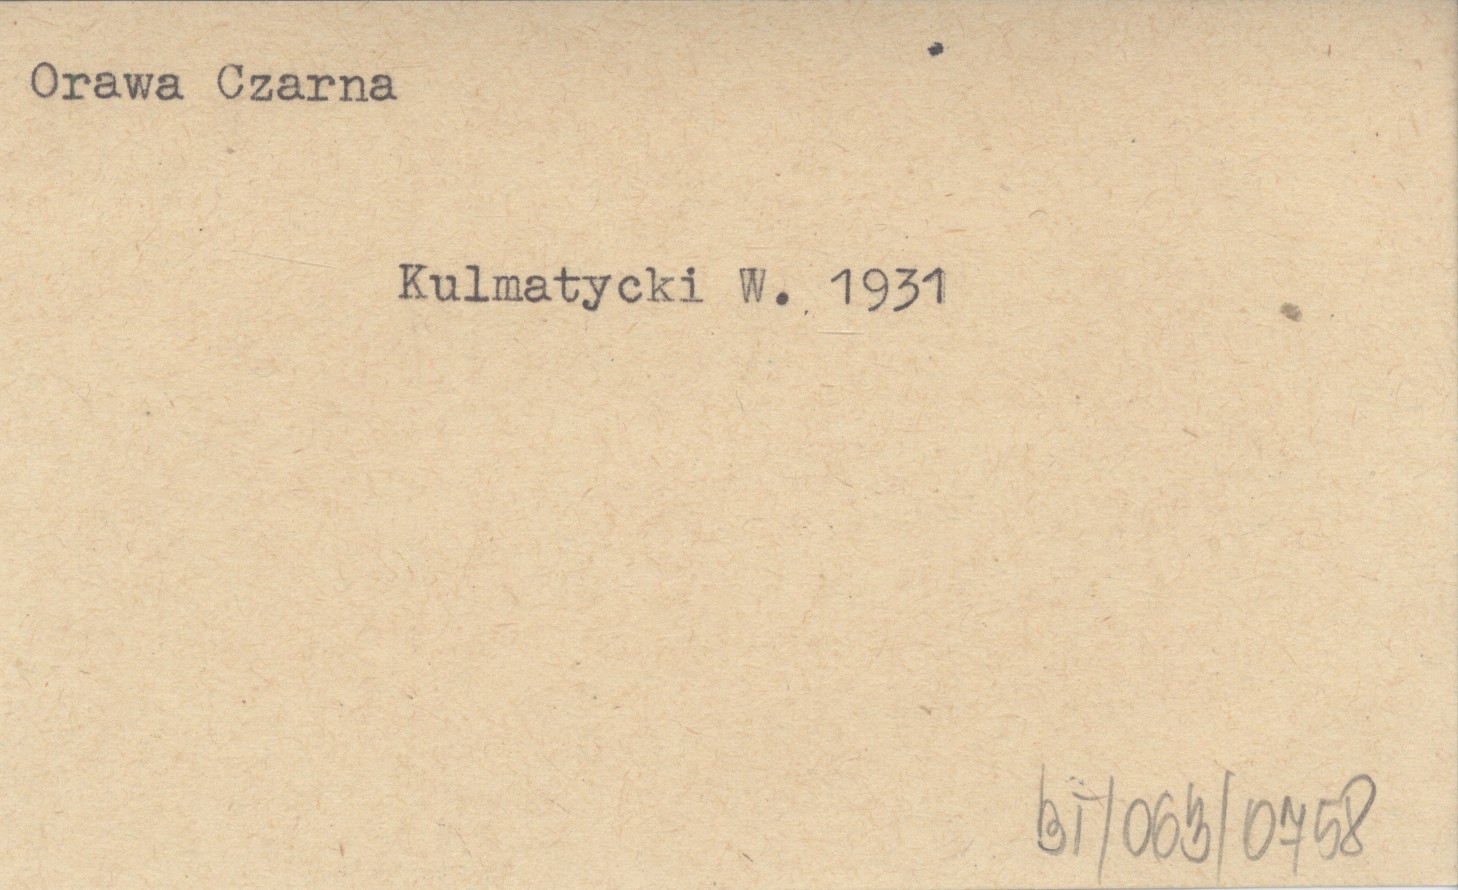 Orawa Czarna
Kulmatycki W. 1931
bi/063/0758